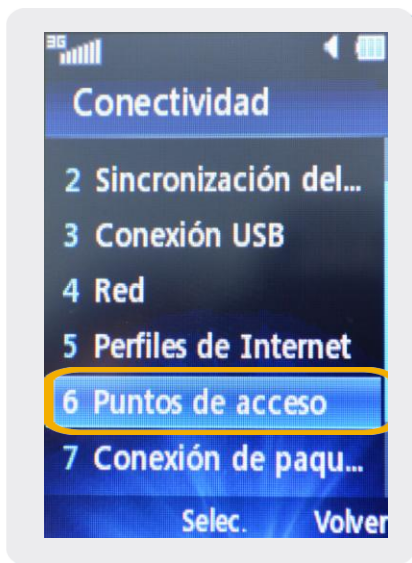 3G
Conectividad
2 Sincronización del...
3 Conexión USB
4 Red
5 Perfiles de Internet
6 Puntos de acceso
7 Conexión de paqu...
Selec. Volver